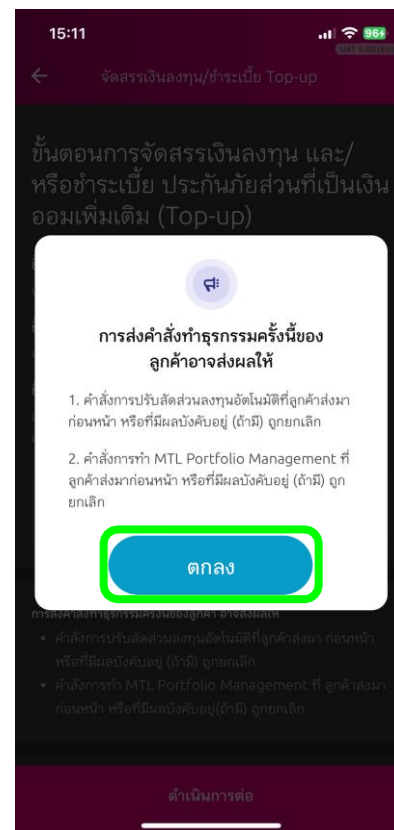 15:11
96
UAT 8.00(60)
จัดสรรเงินลงทุน/ชำระเบี้ย Top-up
ขั้นตอนการจัดสรรเงินลงทุน และ/
หรือชำระเบี้ย ประกันภัยส่วนที่เป็นเงิน
ออมเพิ่มเติม (Top-up)
การส่งคำสั่งทำธุรกรรมครั้งนี้ของ
ลูกค้าอาจส่งผลให้
1. คำสั่งการปรับสัดส่วนลงทุนอัตโนมัติที่ลูกค้าส่งมา
ก่อนหน้า หรือที่มีผลบังคับอยู่ (ถ้ามี) ถูกยกเลิก
2. คำสั่งการทำ MTL Portfolio Management ที่
ลูกค้าส่งมาก่อนหน้า หรือที่มีผลบังคับอยู่ (ถ้ามี) ถูก
ยกเลิก
ตกลง
การส่งคำสั่งทำธุรกรรมครั้งนี้ของลูกค้า อาจส่งผลให้
• คำสั่งการปรับสัดส่วนลงทุนอัตโนมัติที่ลูกค้าส่งมา ก่อนหน้า
หรือที่มีผลบังคับอยู่ (ถ้ามี) ถูกยกเลิก
• คำสั่งการทำ MTL Portfolio Management ที่ ลูกค้าส่งมา
ก่อนหน้า หรือที่มีผลบังคับอยู่(ถ้ามี) ถูกยกเลิก
ดำเนินการต่อ